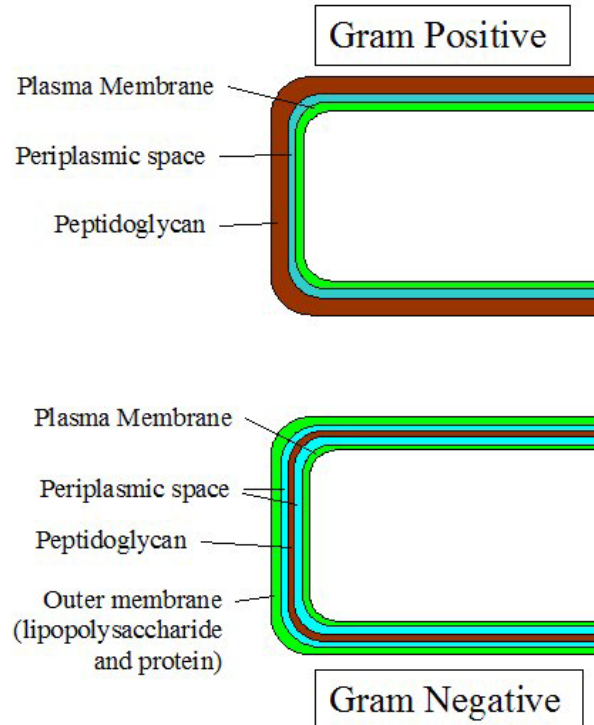 Gram Positive
Plasma Membrane
Periplasmic space
Peptidoglycan
Plasma Membrane
Periplasmic space
Peptidoglycan
Outer membrane
(lipopolysaccharide
and protein)
Gram Negative